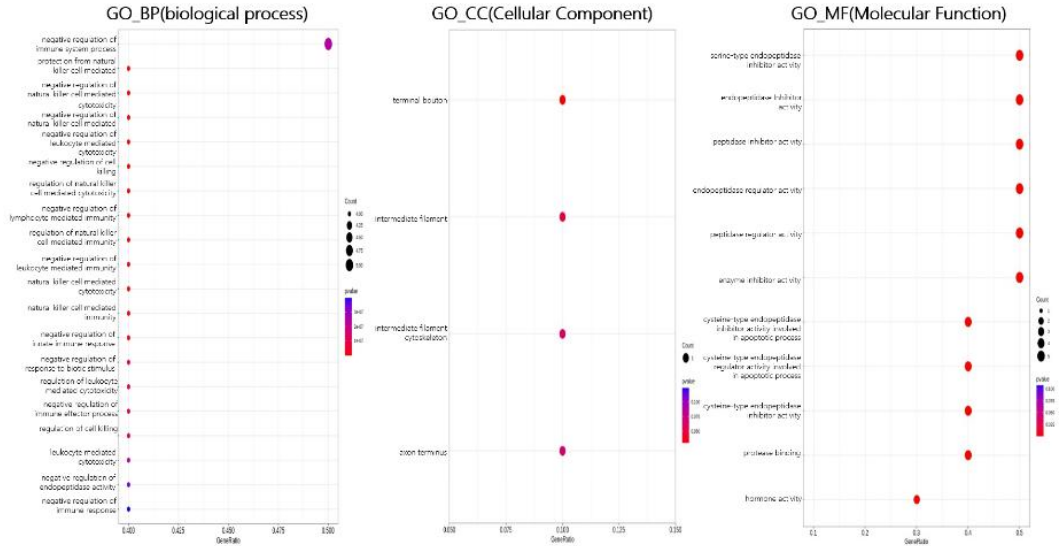 GO_BP(biological process)
negative regulation of
immune system process
protection from natural
killer cell mediated
negative regulation of
natural killer cell mediated
cytotoxicity
negative regulation of
natural killer cell mediated
negative regulation of
leukocyte mediated
cytotoxicity
negative regulation of cell
killing
regulation of natural killer
cell mediated cytotoxicity
negative regulation of
lymphocyte mediated immunity
regulation of natural killer
cell mediated immunity
negative regulation of
leukocyte mediated immunity
natural killer cell mediated
cytotoxicity
natural killer cell mediated
immunity
negative regulation of
innate immune response
negative regulation of
response to biotic stimulus
regulation of leukocyte
mediated cytotoxicity
negative regulation of
immune effector process
regulation of cell killing
leukocyte mediated
cytotoxicity
negative regulation of
endopeptidase activity
negative regulation of
immune response
0.400
0.425
0.450
0.475
0.500
GeneRatio
Count
pvalue
GO_CC(Cellular Component)
terminal bouton
intermediate filament
intermediate filament
cytoskeleton
axon terminus
0.050
0.075
0.100
0.125
0.150
GeneRatio
Count
pvalue
GO_MF(Molecular Function)
serine-type endopeptidase
inhibitor activity
endopeptidase inhibitor
activity
peptidase inhibitor activity
endopeptidase regulator activity
peptidase regulator activity
enzyme inhibitor activity
cysteine-type endopeptidase
inhibitor activity involved
in apoptotic process
cysteine-type endopeptidase
regulator activity involved
in apoptotic process
cysteine-type endopeptidase
inhibitor activity
protease binding
hormone activity
0.1
0.2
0.3
0.4
0.5
GeneRatio
Count
pvalue